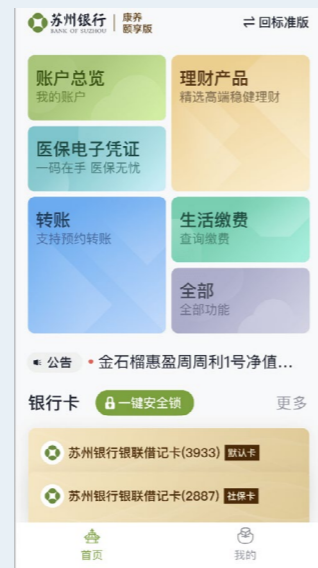 苏州银行
BANK OF SUZHOU
康养
颐享版
回标准版
账户总览
我的账户
理财产品
精选高端稳健理财
医保电子凭证
一码在手 医保无忧
转账
支持预约转账
生活缴费
查询缴费
全部
全部功能
公告
金石榴惠盈周周利1号净值...
银行卡
一键安全锁
更多
苏州银行银联借记卡(3933) 默认卡
苏州银行银联借记卡(2887) 社保卡
首页
我的